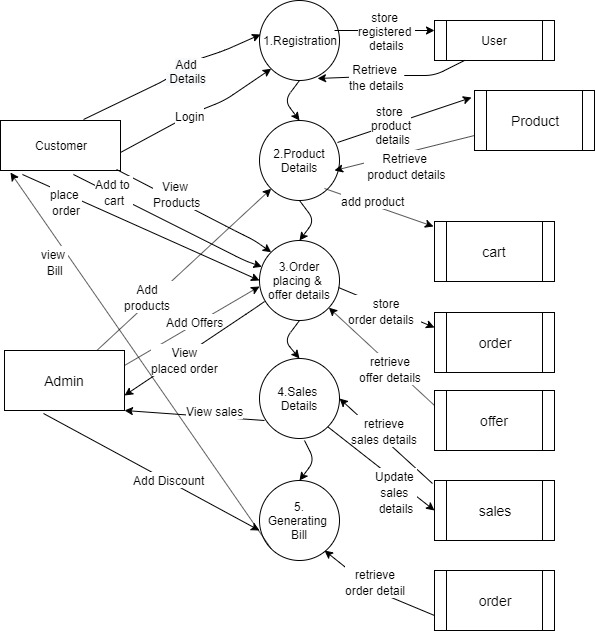 store
registered
details
1.Registration
User
Add
Details
Retrieve
the details
Login
store
product
details
Product
Customer
2.Product
Details
Retrieve
product details
View
Products
Add to
cart
place
order
add product
cart
view
Bill
3.Order
placing &
offer details
Add
products
store
order details
Add Offers
order
View
placed order
retrieve
offer details
Admin
4.Sales
Details
View sales
offer
retrieve
sales details
Add Discount
Update
sales
details
5.
Generating
Bill
sales
retrieve
order detail
order